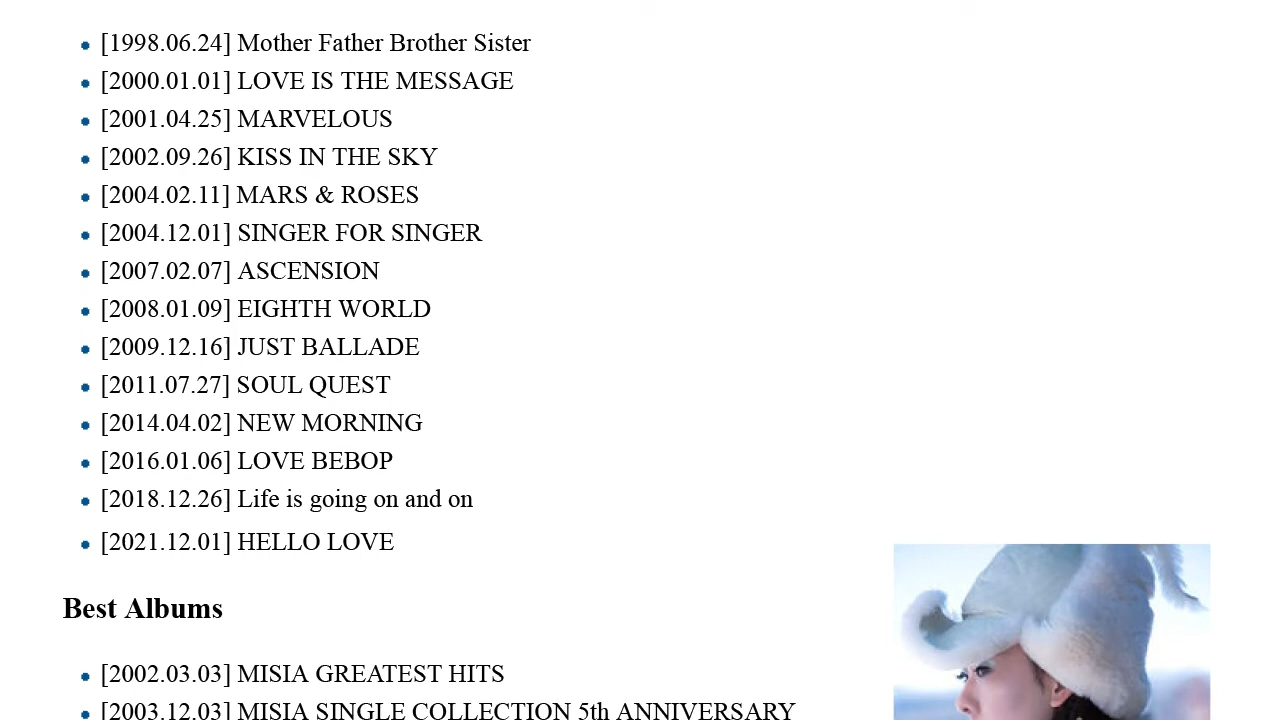 [1998.06.24] Mother Father Brother Sister
[2000.01.01] LOVE IS THE MESSAGE
[2001.04.25] MARVELOUS
[2002.09.26] KISS IN THE SKY
[2004.02.11] MARS & ROSES
[2004.12.01] SINGER FOR SINGER
[2007.02.07] ASCENSION
[2008.01.09] EIGHTH WORLD
[2009.12.16] JUST BALLADE
[2011.07.27] SOUL QUEST
[2014.04.02] NEW MORNING
[2016.01.06] LOVE BEBOP
[2018.12.26] Life is going on and on
[2021.12.01] HELLO LOVE
Best Albums
[2002.03.03] MISIA GREATEST HITS
[2003.12.03] MISIA SINGLE COLLECTION 5th ANNIVERSARY